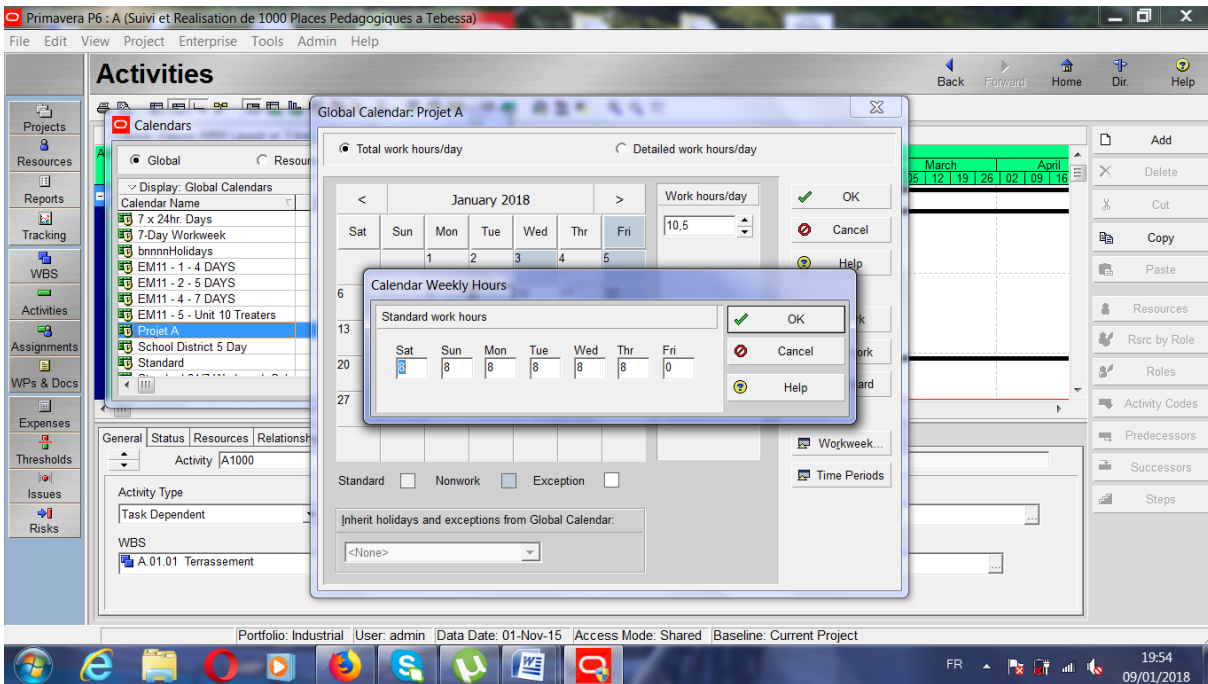 Primavera P6 : A (Suivi et Realisation de 1000 Places Pedagogiques a Tebessa)
File Edit View Project Enterprise Tools Admin Help
Activities
Back Forward Home Dir. Help
Projects
Resources
Reports
Tracking
WBS
Activities
Assignments
WPs & Docs
Expenses
Thresholds
Issues
Risks
Calendars
Global Resour
Display: Global Calendars
Calendar Name
7 x 24hr. Days
7-Day Workweek
bnnnnHolidays
EM11 - 1 - 4 DAYS
EM11 - 2 - 5 DAYS
EM11 - 4 - 7 DAYS
EM11 - 5 - Unit 10 Treaters
Projet A
School District 5 Day
Standard
Global Calendar: Projet A
Total work hours/day Detailed work hours/day
< January 2018 >
Sat Sun Mon Tue Wed Thr Fri
1 2 3 4 5
6
13
20
27
Work hours/day
10,5
OK
Cancel
Help
Workweek...
Time Periods
Standard Nonwork Exception
Inherit holidays and exceptions from Global Calendar:
<None>
Calendar Weekly Hours
Standard work hours
Sat Sun Mon Tue Wed Thr Fri
8 8 8 8 8 8 0
OK
Cancel
Help
March April
05 12 19 26 02 09 16
Add
Delete
Cut
Copy
Paste
Resources
Rsrc by Role
Roles
Activity Codes
Predecessors
Successors
Steps
General Status Resources Relationsh
Activity A1000
Activity Type
Task Dependent
WBS
A.01.01 Terrassement
Portfolio: Industrial User: admin Data Date: 01-Nov-15 Access Mode: Shared Baseline: Current Project
FR 19:54
09/01/2018